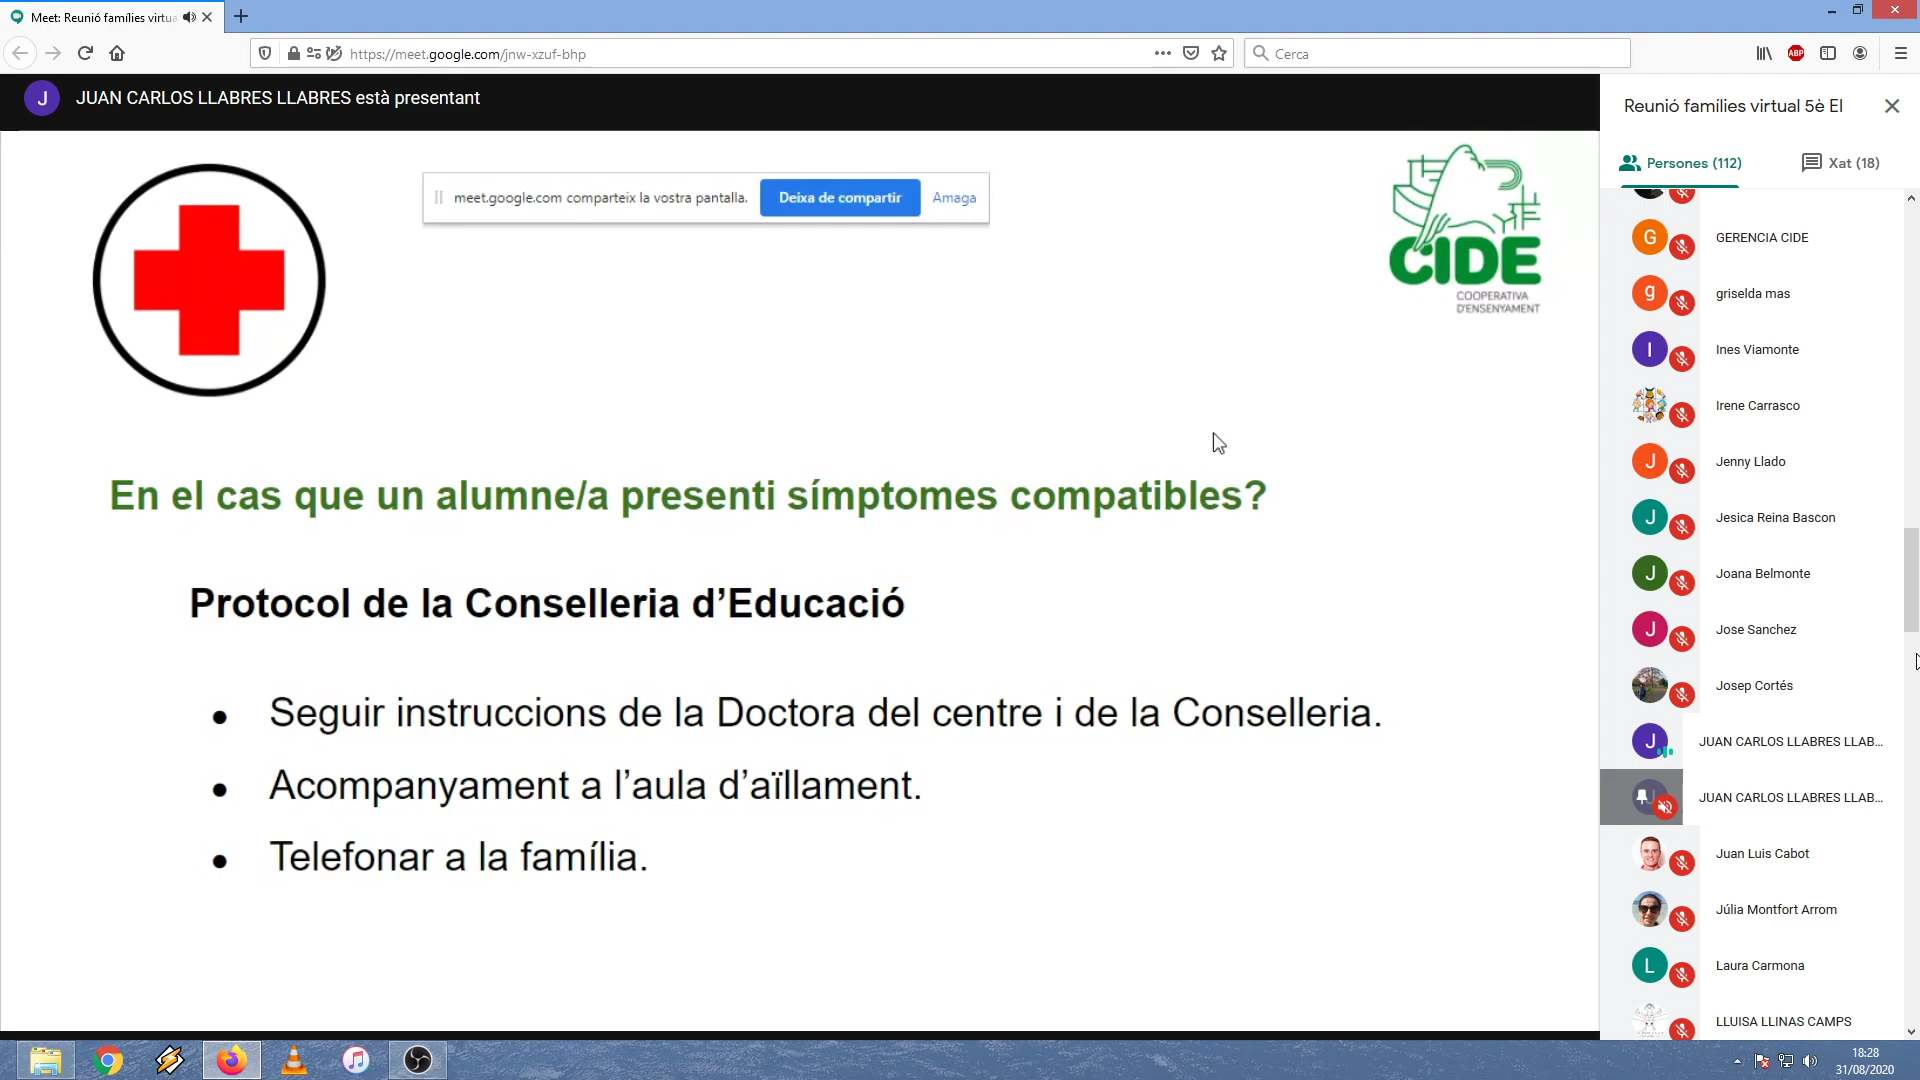 Meet: Reunió famílies virtua
https://meet.google.com/jnw-xzuf-bhp
Cerca
ABP
J
JUAN CARLOS LLABRES LLABRES està presentant
Reunió famílies virtual 5è EI
Persones (112)
Xat (18)
meet.google.com comparteix la vostra pantalla.
Deixa de compartir
Amaga
CIDE
COOPERATIVA
D'ENSENYAMENT
En el cas que un alumne/a presenti símptomes compatibles?
Protocol de la Conselleria d’Educació
● Seguir instruccions de la Doctora del centre i de la Conselleria.
● Acompanyament a l’aula d’aïllament.
● Telefonar a la família.
G GERENCIA CIDE
g griselda mas
I Ines Viamonte
Irene Carrasco
J Jenny Llado
J Jesica Reina Bascon
J Joana Belmonte
J Jose Sanchez
Josep Cortés
J JUAN CARLOS LLABRES LLAB...
J JUAN CARLOS LLABRES LLAB...
Juan Luis Cabot
Júlia Montfort Arrom
L Laura Carmona
LLUISA LLINAS CAMPS
18:28
31/08/2020